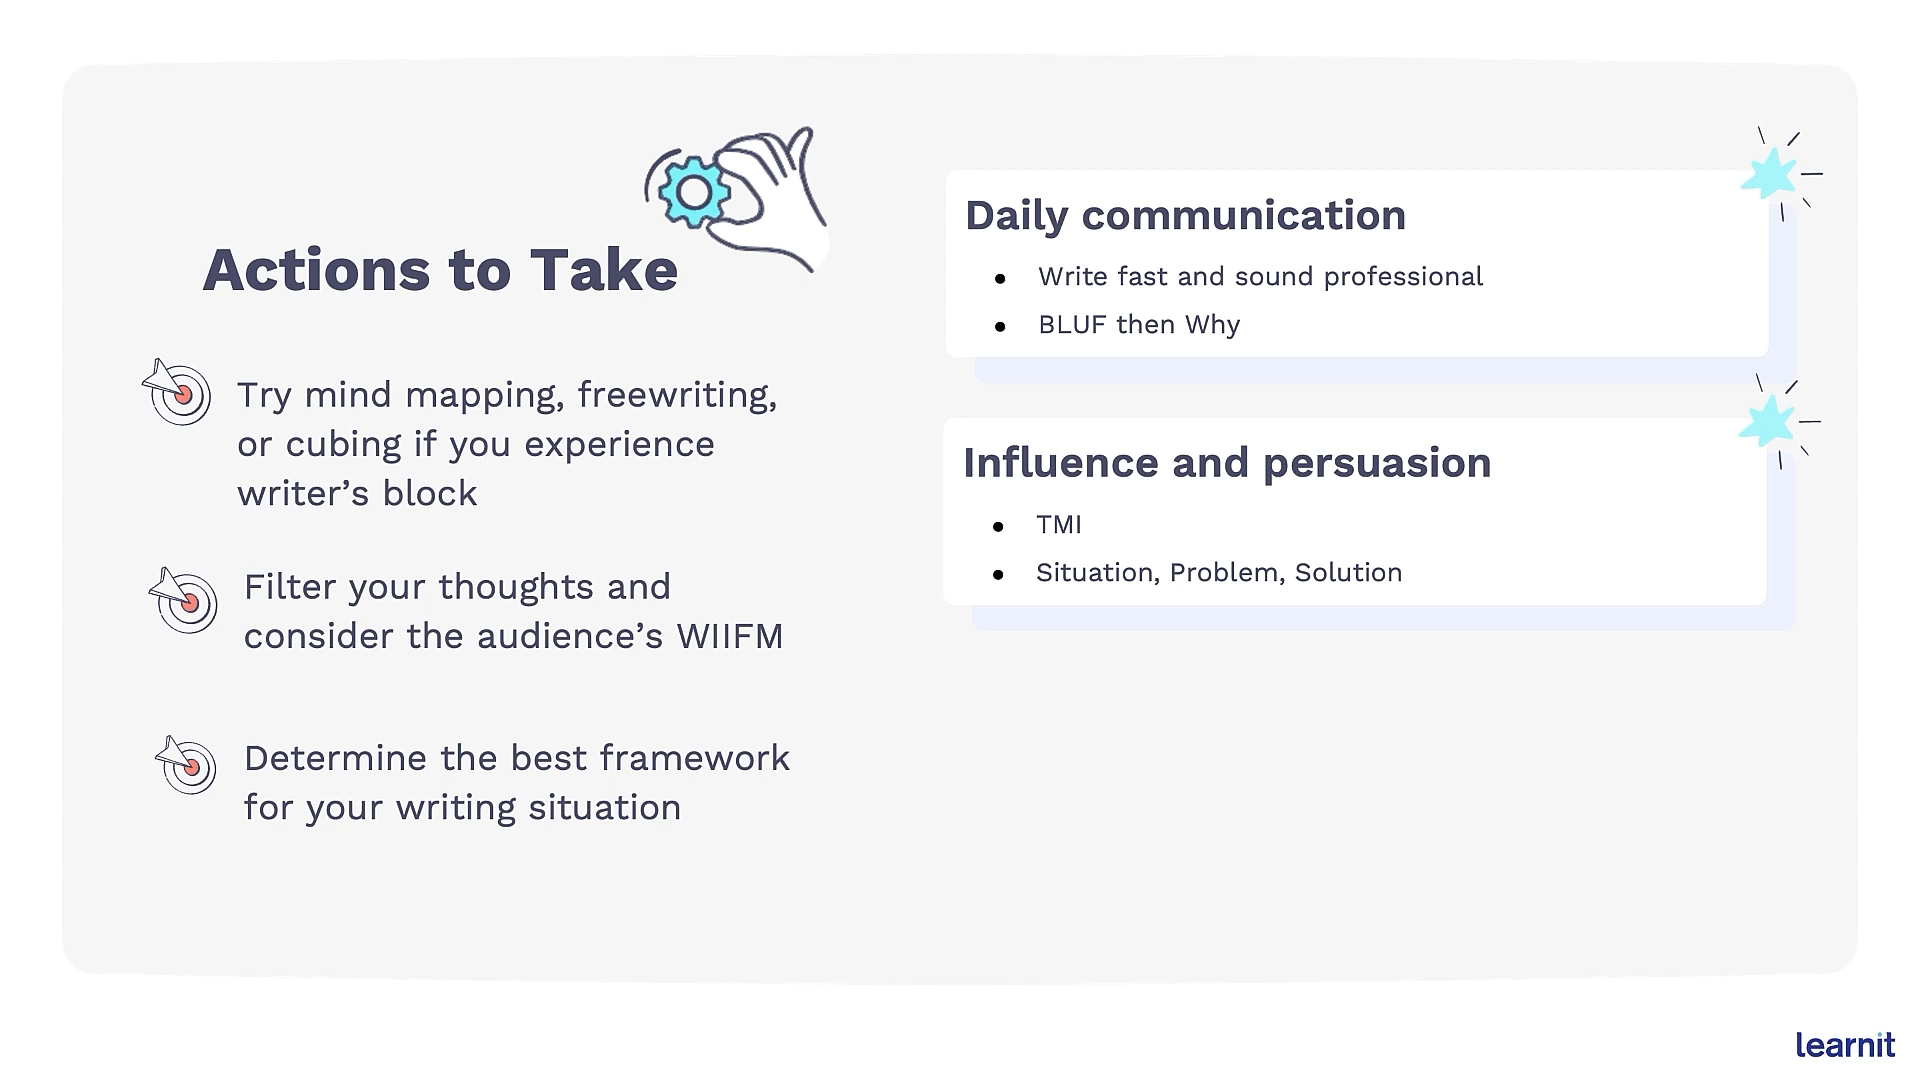 Actions to Take
Try mind mapping, freewriting,
or cubing if you experience
writer’s block
Filter your thoughts and
consider the audience’s WIIFM
Determine the best framework
for your writing situation
Daily communication
● Write fast and sound professional
● BLUF then Why
Influence and persuasion
● TMI
● Situation, Problem, Solution
learnit